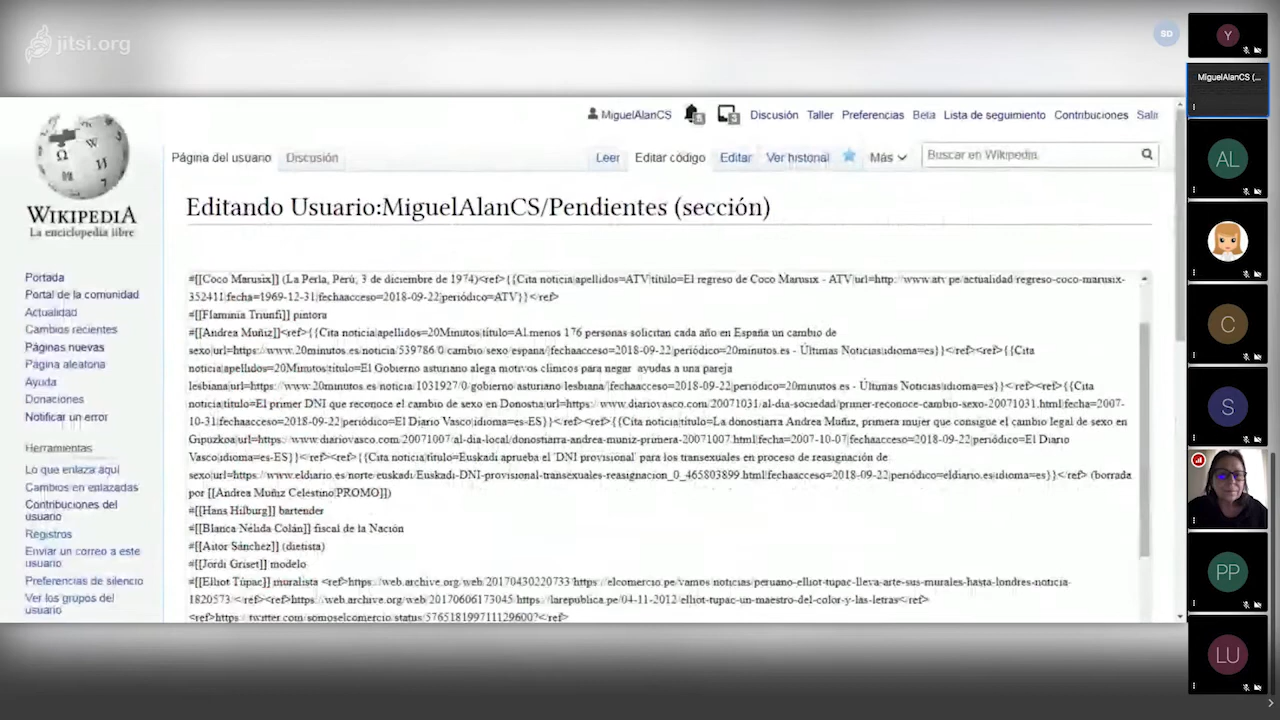 jitsi.org
SD
Y
MiguelAlanCS (...
AL
C
S
PP
LU
MiguelAlanCS
Discusión
Taller
Preferencias
Beta
Lista de seguimiento
Contribuciones
Salir
Página del usuario
Discusión
Leer
Editar código
Editar
Ver historial
Más
Buscar en Wikipedia
WIKIPEDIA
La enciclopedia libre
Editando Usuario:MiguelAlanCS/Pendientes (sección)
Portada
Portal de la comunidad
Actualidad
Cambios recientes
Páginas nuevas
Página aleatoria
Ayuda
Donaciones
Notificar un error
Herramientas
Lo que enlaza aquí
Cambios en enlazadas
Contribuciones del
usuario
Registros
Enviar un correo a este
usuario
Preferencias de silencio
Ver los grupos del
usuario
#[[Coco Marusix]] (La Perla, Perú, 3 de diciembre de 1974)<ref>{{Cita noticia|apellidos=ATV|título=El regreso de Coco Marusix - ATV|url=http://www.atv.pe/actualidad/regreso-coco-marusix-
352411|fecha=1969-12-31|fechaacceso=2018-09-22|periódico=ATV}}</ref>
#[[Flaminia Triunfi]] pintora
#[[Andrea Muñiz]]<ref>{{Cita noticia|apellidos=20Minutos|título=Al menos 176 personas solicitan cada año en España un cambio de
sexo|url=https://www.20minutos.es/noticia/539786/0/cambio/sexo/espana/|fechaacceso=2018-09-22|periódico=20minutos.es - Últimas Noticias|idioma=es}}</ref><ref>{{Cita
noticia|apellidos=20Minutos|título=El Gobierno asturiano alega motivos clínicos para negar ayudas a una pareja
lesbiana|url=https://www.20minutos.es/noticia/1031927/0/gobierno/asturiano/lesbiana/|fechaacceso=2018-09-22|periódico=20minutos.es - Últimas Noticias|idioma=es}}</ref><ref>{{Cita
noticia|título=El primer DNI que reconoce el cambio de sexo en Donostia|url=https://www.diariovasco.com/20071031/al-dia-sociedad/primer-reconoce-cambio-sexo-20071031.html|fecha=2007-
10-31|fechaacceso=2018-09-22|periódico=El Diario Vasco|idioma=es-ES}}</ref><ref>{{Cita noticia|título=La donostiarra Andrea Muñiz, primera mujer que consigue el cambio legal de sexo en
Gipuzkoa|url=https://www.diariovasco.com/20071007/al-dia-local/donostiarra-andrea-muniz-primera-20071007.html|fecha=2007-10-07|fechaacceso=2018-09-22|periódico=El Diario
Vasco|idioma=es-ES}}</ref><ref>{{Cita noticia|título=Euskadi aprueba el 'DNI provisional' para los transexuales en proceso de reasignación de
sexo|url=https://www.eldiario.es/norte/euskadi/Euskadi-DNI-provisional-transexuales-reasignacion_0_465803899.html|fechaacceso=2018-09-22|periódico=eldiario.es|idioma=es}}</ref> (borrada
por [[Andrea Muñiz Celestino|PROMO]])
#[[Hans Hilburg]] bartender
#[[Blanca Nélida Colán]] fiscal de la Nación
#[[Aitor Sánchez]] (dietista)
#[[Jordi Griset]] modelo
#[[Elliot Túpac]] muralista <ref>https://web.archive.org/web/20170430220733/https://elcomercio.pe/vamos/noticias/peruano-elliot-tupac-lleva-arte-sus-murales-hasta-londres-noticia-
1820573</ref><ref>https://web.archive.org/web/20170606173045/https://larepublica.pe/04-11-2012/elliot-tupac-un-maestro-del-color-y-las-letras</ref>
<ref>https://twitter.com/somoselcomercio/status/576518199711129600?</ref>